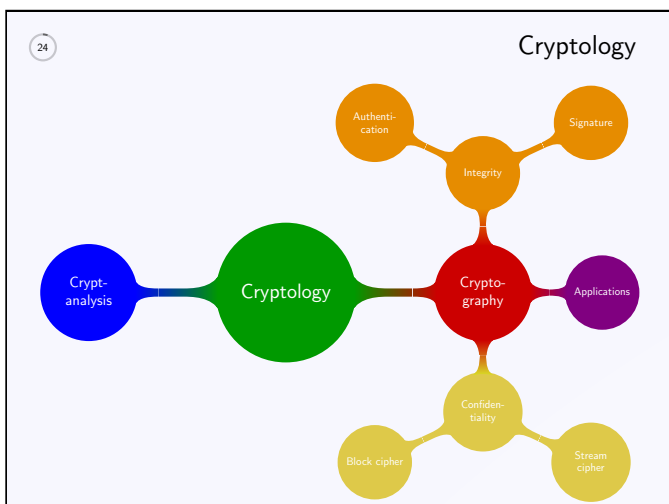 24
Cryptology
Authenti-
cation
Signature
Integrity
Crypt-
analysis
Cryptology
Crypto-
graphy
Applications
Confiden-
tiality
Block cipher
Stream
cipher